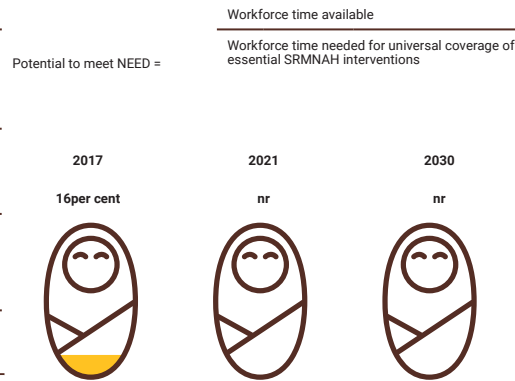 Workforce time available
Potential to meet NEED =
Workforce time needed for universal coverage of
essential SRMNAH interventions
2017
2021
2030
16per cent
nr
nr